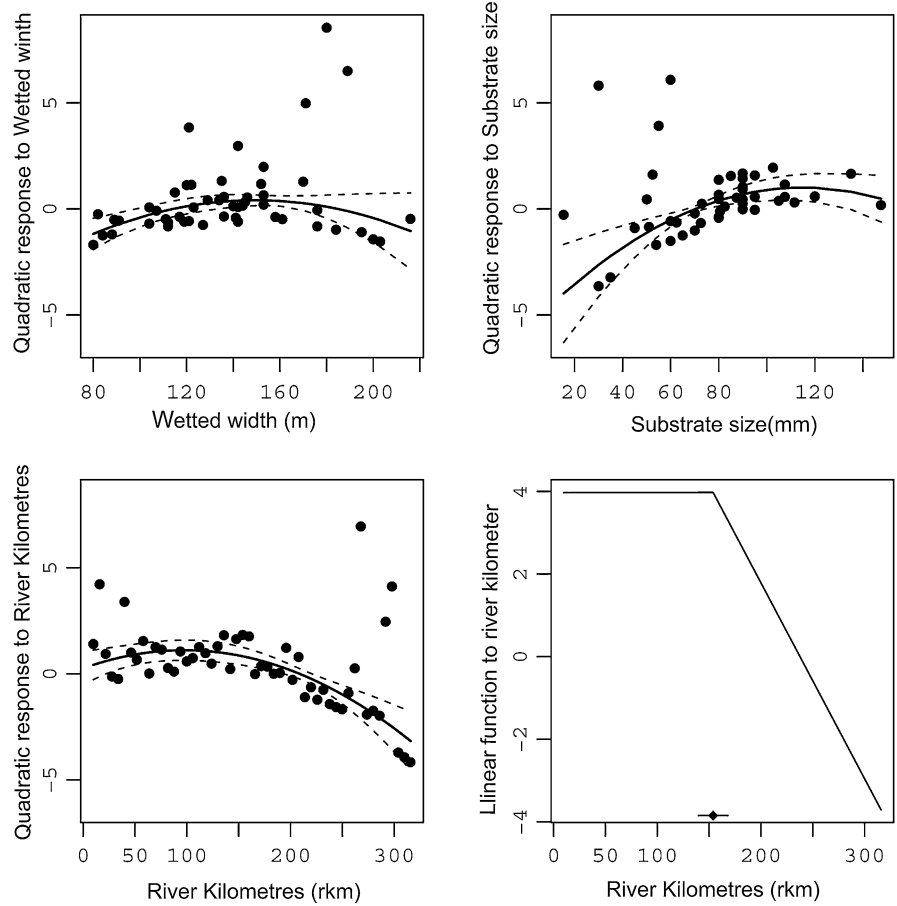 Quadratic response to Wetted winth
5
0
−5
80 120 160 200
Wetted width (m)
Quadratic response to Substrate size
5
0
−5
20 40 60 80 120
Substrate size(mm)
Quadratic response to River Kilometres
5
0
−5
0 50 100 200 300
River Kilometres (rkm)
Llinear function to river kilometer
4
2
0
−2
−4
0 50 100 200 300
River Kilometres (rkm)